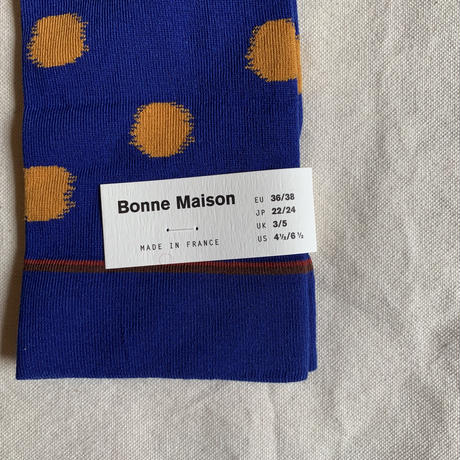 Bonne Maison
MADE IN FRANCE
EU 36/38
JP 22/24
UK 3/5
US 4½/6½